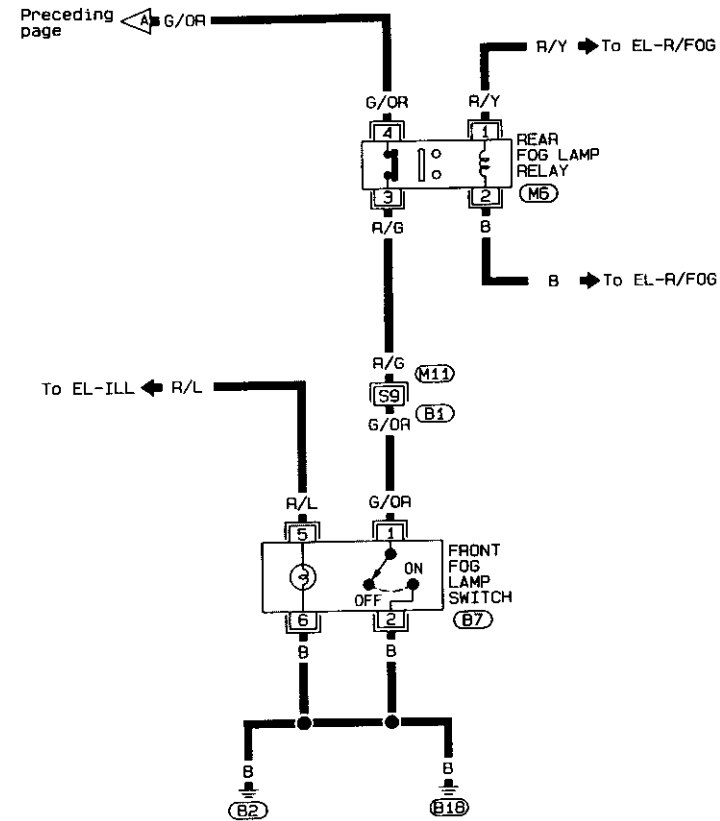 Preceding
page
A
G/OR
R/Y
To EL-R/FOG
G/OR
R/Y
4
1
REAR
FOG LAMP
RELAY
M6
3
2
R/G
B
B
To EL-R/FOG
R/G
M11
To EL-ILL
R/L
S9
B1
G/OR
R/L
G/OR
5
1
FRONT
FOG
LAMP
SWITCH
ON
OFF
B7
6
2
B
B
B
B
B2
B18